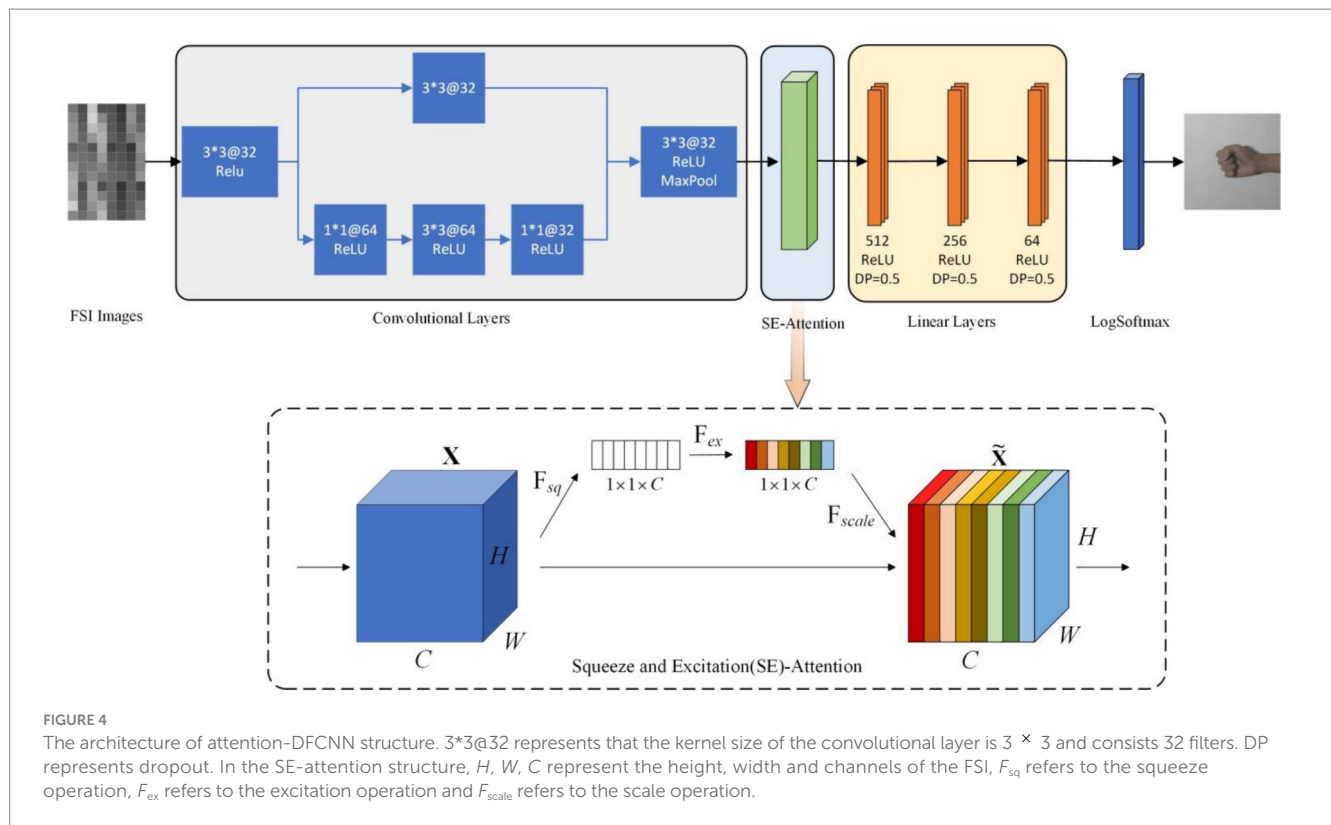 3*3@32
Relu
3*3@32
1*1@64
ReLU
3*3@64
ReLU
1*1@32
ReLU
3*3@32
ReLU
MaxPool
512
ReLU
DP=0.5
256
ReLU
DP=0.5
64
ReLU
DP=0.5
FSI Images
Convolutional Layers
SE-Attention
Linear Layers
LogSoftmax
X
H
W
C
Fsq
1×1×C
Fex
1×1×C
Fscale
X̃
H
W
C
Squeeze and Excitation(SE)-Attention
FIGURE 4
The architecture of attention-DFCNN structure. 3*3@32 represents that the kernel size of the convolutional layer is 3 × 3 and consists 32 filters. DP
represents dropout. In the SE-attention structure, H, W, C represent the height, width and channels of the FSI, Fsq refers to the squeeze
operation, Fex refers to the excitation operation and Fscale refers to the scale operation.